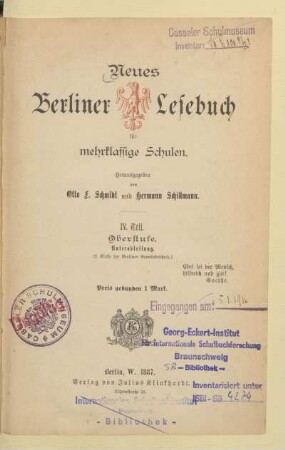 Casseler Schulmuseum
Inventar
Neues
Berliner Lesebuch
für
mehrklassige Schulen.
Herausgegeben
von
Otto F. Schmidt und Hermann Schillmann.
IV. Teil.
Oberstufe.
Unterabteilung.
Edel sei der Mensch,
hilfreich und gut!
Goethe.
Preis gebunden 1 Mark.
Eingegangen am:
Georg-Eckert-Institut
für internationale Schulbuchforschung
Braunschweig
- Bibliothek -
Inventarisiert unter
Berlin, W. 1887.
Verlag von Julius Klinkhardt.
- Bibliothek -